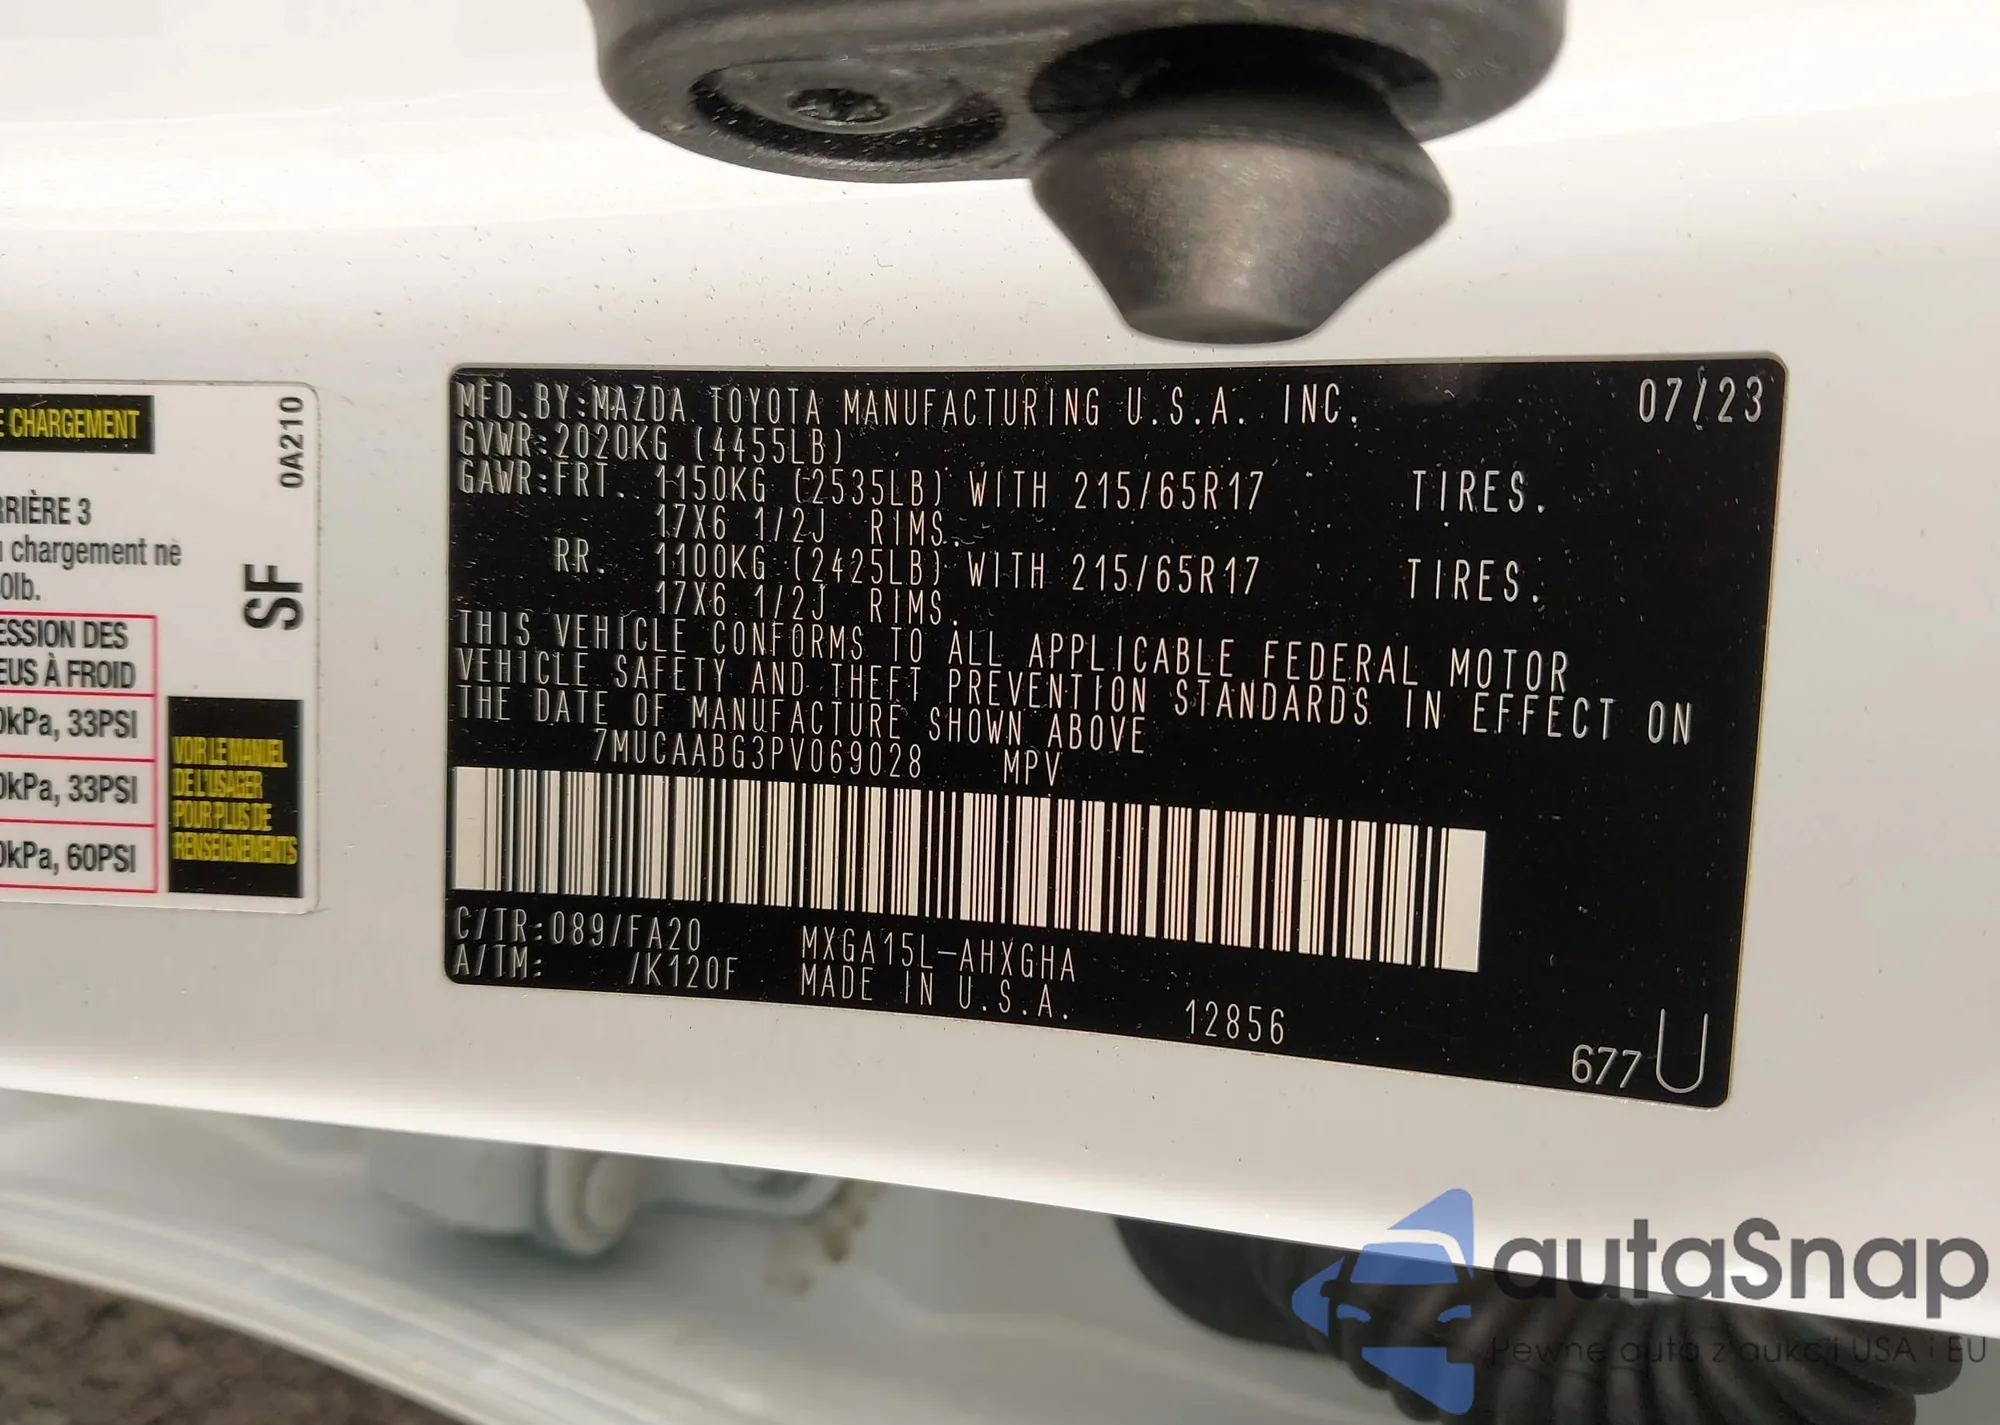 E CHARGEMENT
0A210
RRIÈRE 3
u chargement ne
0lb.
SF
ESSION DES
EUS À FROID
0kPa, 33PSI
0kPa, 33PSI
0kPa, 60PSI
VOIR LE MANUEL
DE L'USAGER
POUR PLUS DE
RENSEIGNEMENTS
MFD.BY:MAZDA TOYOTA MANUFACTURING U.S.A. INC. 07/23
GVWR:2020KG (4455LB)
GAWR:FRT. 1150KG (2535LB) WITH 215/65R17 TIRES.
17X6 1/2J RIMS.
RR. 1100KG (2425LB) WITH 215/65R17 TIRES.
17X6 1/2J RIMS.
THIS VEHICLE CONFORMS TO ALL APPLICABLE FEDERAL MOTOR
VEHICLE SAFETY AND THEFT PREVENTION STANDARDS IN EFFECT ON
THE DATE OF MANUFACTURE SHOWN ABOVE
7MUCAABG3PV069028 MPV
C/TR:089/FA20 MXGA15L-AHXGHA
A/TM: /K120F MADE IN U.S.A. 12856
677 U
autaSnap
Pewne auta z aukcji USA i EU